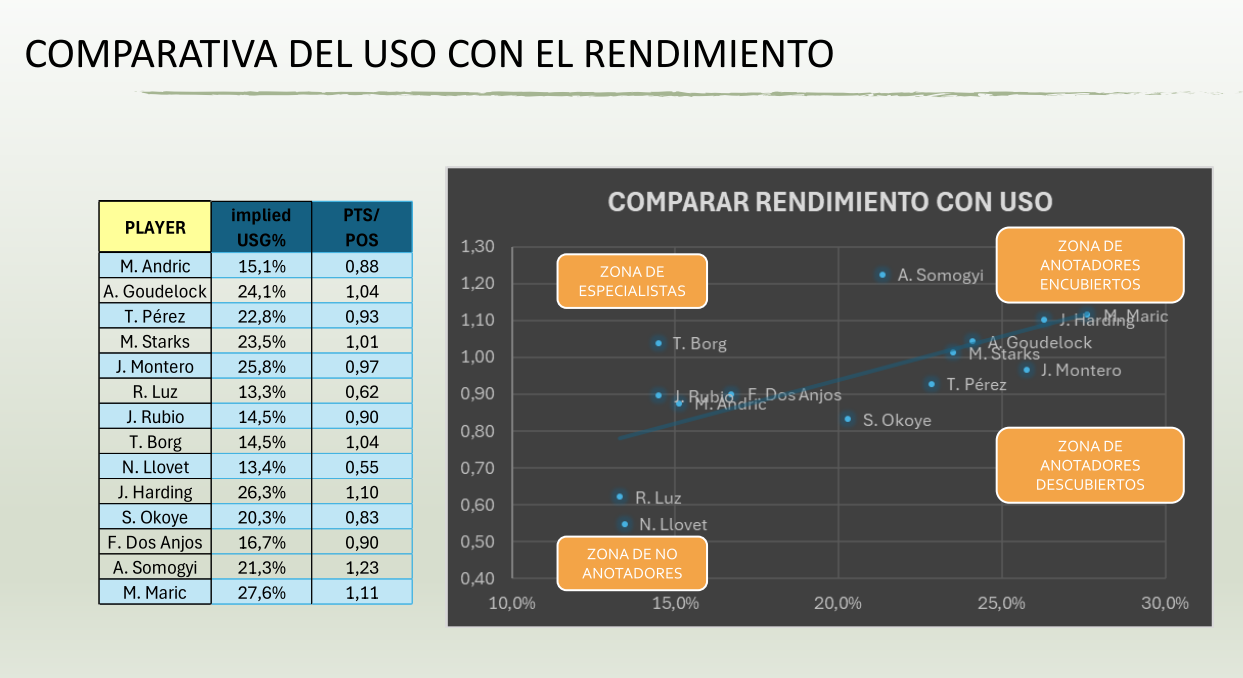 COMPARATIVA DEL USO CON EL RENDIMIENTO
PLAYER
implied
USG%
PTS/
POS
M. Andric 15,1% 0,88
A. Goudelock 24,1% 1,04
T. Pérez 22,8% 0,93
M. Starks 23,5% 1,01
J. Montero 25,8% 0,97
R. Luz 13,3% 0,62
J. Rubio 14,5% 0,90
T. Borg 14,5% 1,04
N. Llovet 13,4% 0,55
J. Harding 26,3% 1,10
S. Okoye 20,3% 0,83
F. Dos Anjos 16,7% 0,90
A. Somogyi 21,3% 1,23
M. Maric 27,6% 1,11
COMPARAR RENDIMIENTO CON USO
1,30
1,20
1,10
1,00
0,90
0,80
0,70
0,60
0,50
0,40
10,0% 15,0% 20,0% 25,0% 30,0%
ZONA DE
ESPECIALISTAS
ZONA DE
ANOTADORES
ENCUBIERTOS
A. Somogyi
J. Harding
M. Maric
T. Borg
A. Goudelock
M. Starks
J. Montero
T. Pérez
J. Rubio
F. Dos Anjos
M. Andric
S. Okoye
ZONA DE
ANOTADORES
DESCUBIERTOS
R. Luz
N. Llovet
ZONA DE NO
ANOTADORES